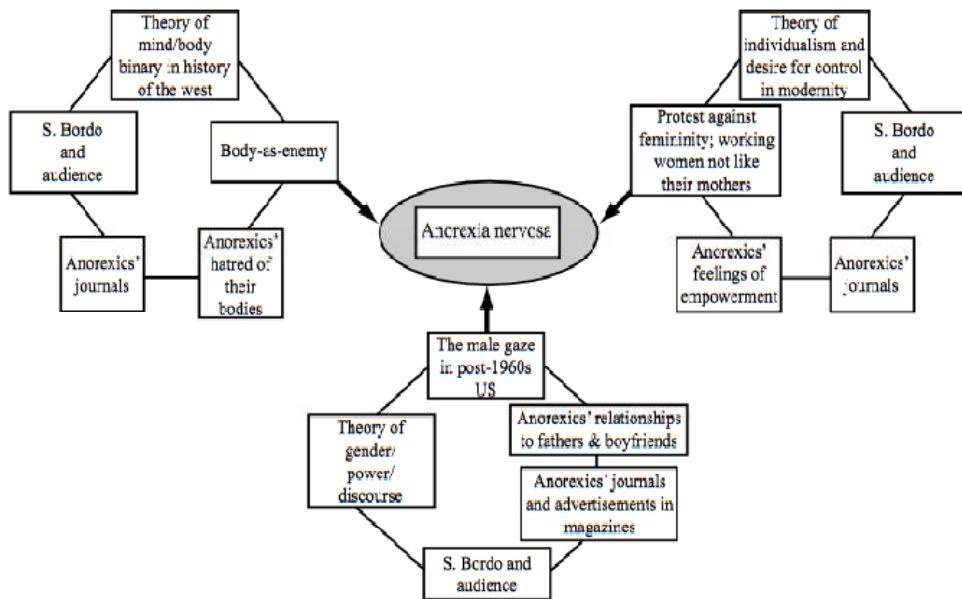 Theory of
mind/body
binary in history
of the west
S. Bordo
and
audience
Body-as-enemy
Anorexics'
journals
Anorexics'
hatred of
their
bodies
Theory of
individualism and
desire for control
in modernity
Protest against
femininity; working
women not like
their mothers
S. Bordo
and
audience
Anorexics'
feelings of
empowerment
Anorexics'
journals
Anorexia nervosa
The male gaze
in post-1960s
US
Theory of
gender/
power/
discourse
Anorexics' relationships
to fathers & boyfriends
Anorexics' journals
and advertisements in
magazines
S. Bordo and
audience